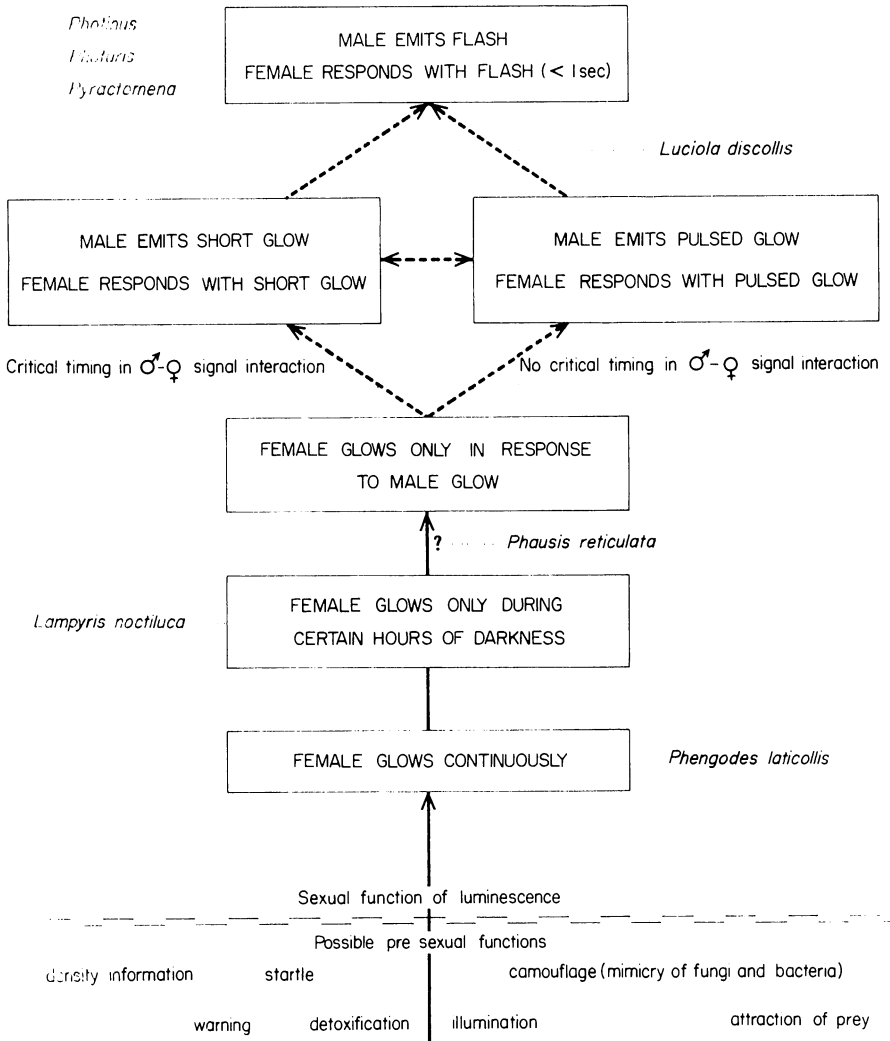 Photinus
Photuris
Pyractomena
MALE EMITS FLASH
FEMALE RESPONDS WITH FLASH (< 1sec)
Luciola discollis
MALE EMITS SHORT GLOW
FEMALE RESPONDS WITH SHORT GLOW
MALE EMITS PULSED GLOW
FEMALE RESPONDS WITH PULSED GLOW
Critical timing in ♂-♀ signal interaction
No critical timing in ♂-♀ signal interaction
FEMALE GLOWS ONLY IN RESPONSE
TO MALE GLOW
? Phausis reticulata
Lampyris noctiluca
FEMALE GLOWS ONLY DURING
CERTAIN HOURS OF DARKNESS
FEMALE GLOWS CONTINUOUSLY
Phengodes laticollis
Sexual function of luminescence
Possible pre sexual functions
density information startle camouflage (mimicry of fungi and bacteria)
warning detoxification illumination attraction of prey